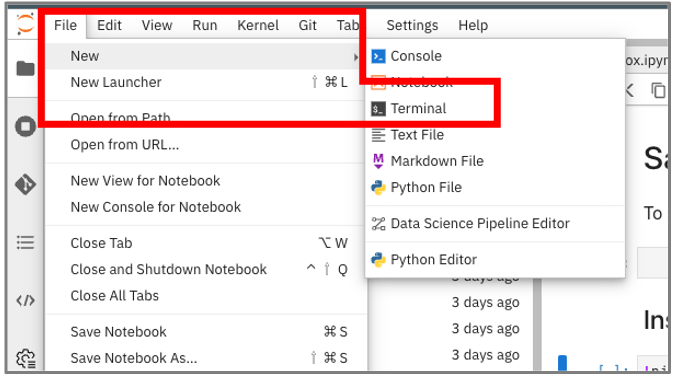 File Edit View Run Kernel Git Tab Settings Help
New
New Launcher ⇧ ⌘ L
Open from Path
Open from URL...
New View for Notebook
New Console for Notebook
Close Tab ⌥ W
Close and Shutdown Notebook ^ ⇧ Q
Close All Tabs
Save Notebook ⌘ S
Save Notebook As... ⇧ ⌘ S
Console
Notebook
$_ Terminal
Text File
Markdown File
Python File
Data Science Pipeline Editor
Python Editor
3 days ago
3 days ago
3 days ago
3 days ago
ox.ipyn
Sa
To
Ins
[ ]: